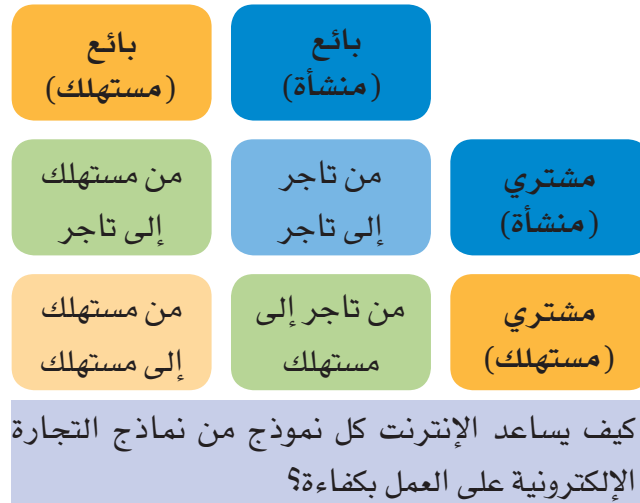 بائع
(منشأة)
بائع
(مستهلك)
مشتري
(منشأة)
من تاجر
إلى تاجر
من مستهلك
إلى تاجر
مشتري
(مستهلك)
من تاجر إلى
مستهلك
من مستهلك
إلى مستهلك
كيف يساعد الإنترنت كل نموذج من نماذج التجارة
الإلكترونية على العمل بكفاءة؟